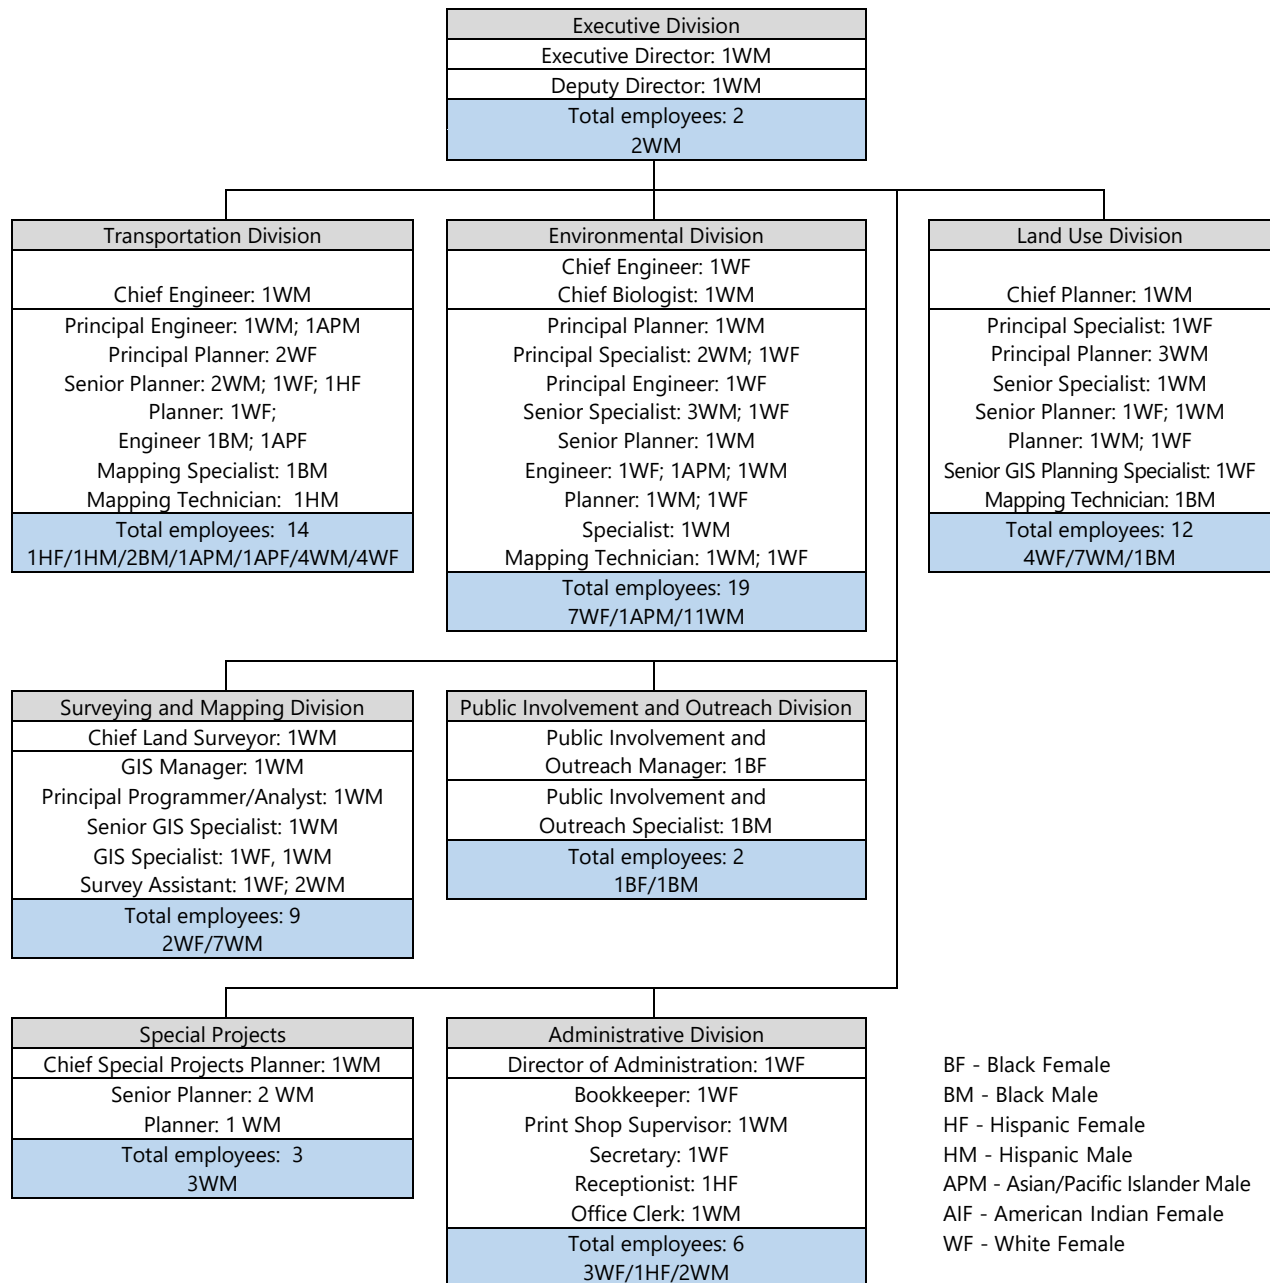 Executive Division
Executive Director: 1WM
Deputy Director: 1WM
Total employees: 2
2WM
Transportation Division
Chief Engineer: 1WM
Principal Engineer: 1WM; 1APM
Principal Planner: 2WF
Senior Planner: 2WM; 1WF; 1HF
Planner: 1WF;
Engineer 1BM; 1APF
Mapping Specialist: 1BM
Mapping Technician: 1HM
Total employees: 14
1HF/1HM/2BM/1APM/1APF/4WM/4WF
Environmental Division
Chief Engineer: 1WF
Chief Biologist: 1WM
Principal Planner: 1WM
Principal Specialist: 2WM; 1WF
Principal Engineer: 1WF
Senior Specialist: 3WM; 1WF
Senior Planner: 1WM
Engineer: 1WF; 1APM; 1WM
Planner: 1WM; 1WF
Specialist: 1WM
Mapping Technician: 1WM; 1WF
Total employees: 19
7WF/1APM/11WM
Land Use Division
Chief Planner: 1WM
Principal Specialist: 1WF
Principal Planner: 3WM
Senior Specialist: 1WM
Senior Planner: 1WF; 1WM
Planner: 1WM; 1WF
Senior GIS Planning Specialist: 1WF
Mapping Technician: 1BM
Total employees: 12
4WF/7WM/1BM
Surveying and Mapping Division
Chief Land Surveyor: 1WM
GIS Manager: 1WM
Principal Programmer/Analyst: 1WM
Senior GIS Specialist: 1WM
GIS Specialist: 1WF, 1WM
Survey Assistant: 1WF; 2WM
Total employees: 9
2WF/7WM
Public Involvement and Outreach Division
Public Involvement and
Outreach Manager: 1BF
Public Involvement and
Outreach Specialist: 1BM
Total employees: 2
1BF/1BM
Special Projects
Chief Special Projects Planner: 1WM
Senior Planner: 2 WM
Planner: 1 WM
Total employees: 3
3WM
Administrative Division
Director of Administration: 1WF
Bookkeeper: 1WF
Print Shop Supervisor: 1WM
Secretary: 1WF
Receptionist: 1HF
Office Clerk: 1WM
Total employees: 6
3WF/1HF/2WM
BF - Black Female
BM - Black Male
HF - Hispanic Female
HM - Hispanic Male
APM - Asian/Pacific Islander Male
AIF - American Indian Female
WF - White Female